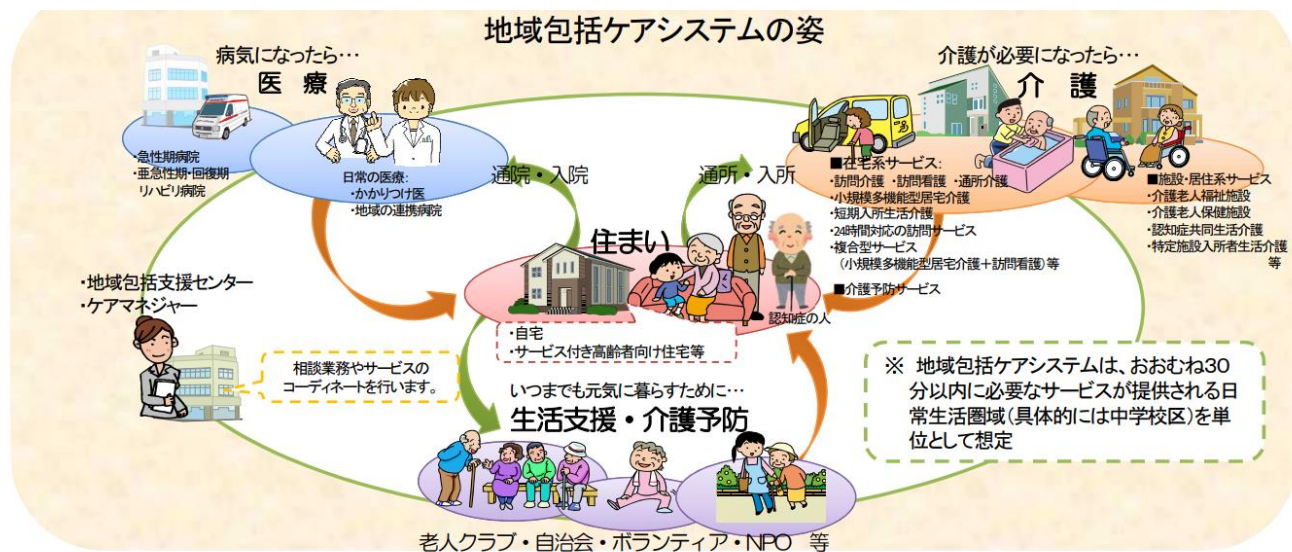 地域包括ケアシステムの姿
病気になったら…
医 療
・急性期病院
・亜急性期・回復期
リハビリ病院
日常の医療:
・かかりつけ医
・地域の連携病院
通院・入院
通所・入所
介護が必要になったら…
介 護
■在宅系サービス:
・訪問介護 ・訪問看護 ・通所介護
・小規模多機能型居宅介護
・短期入所生活介護
・24時間対応の訪問サービス
・複合型サービス
(小規模多機能型居宅介護+訪問看護)等
■介護予防サービス
■施設・居住系サービス
・介護老人福祉施設
・介護老人保健施設
・認知症共同生活介護
・特定施設入所者生活介護
等
住まい
認知症の人
・自宅
・サービス付き高齢者向け住宅等
・地域包括支援センター
・ケアマネジャー
相談業務やサービスの
コーディネートを行います。
いつまでも元気に暮らすために…
生活支援・介護予防
老人クラブ・自治会・ボランティア・NPO 等
※ 地域包括ケアシステムは、おおむね30
分以内に必要なサービスが提供される日
常生活圏域(具体的には中学校区)を単
位として想定